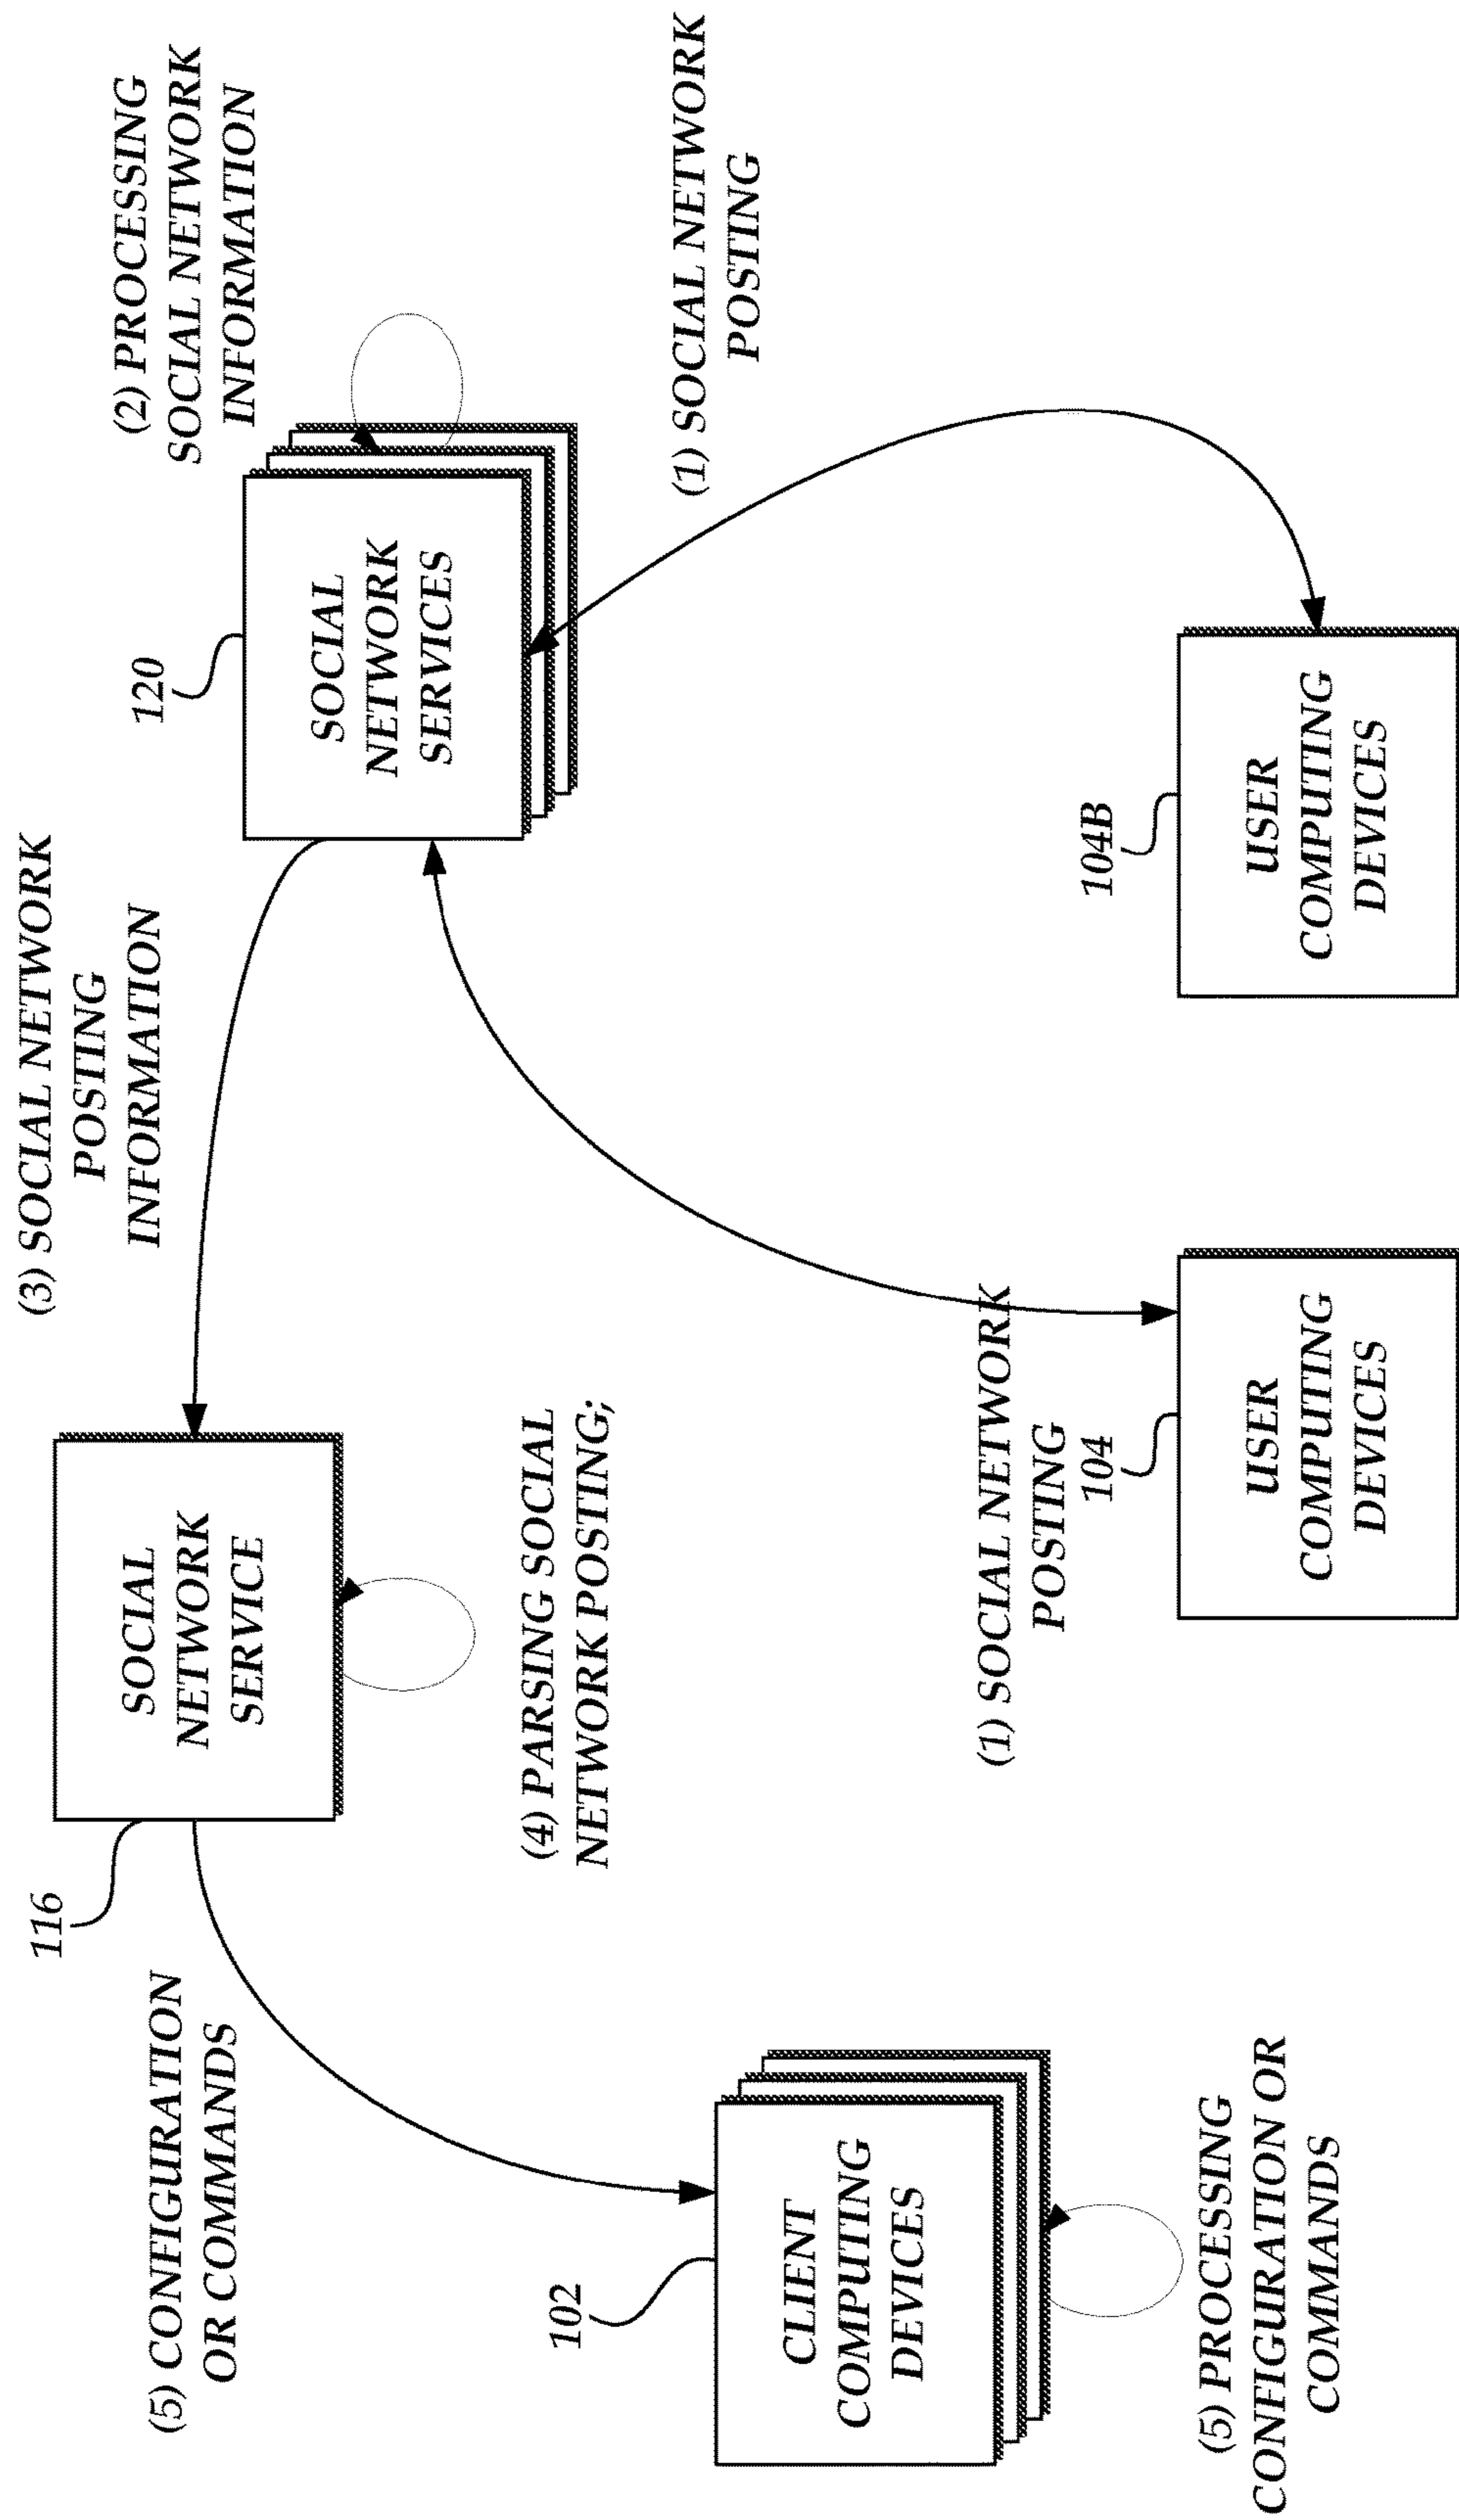 (5) CONFIGURATION
OR COMMANDS
116
SOCIAL
NETWORK
SERVICE
(3) SOCIAL NETWORK
POSTING
INFORMATION
120
SOCIAL
NETWORK
SERVICES
(2) PROCESSING
SOCIAL NETWORK
INFORMATION
102
CLIENT
COMPUTING
DEVICES
(5) PROCESSING
CONFIGURATION OR
COMMANDS
(4) PARSING SOCIAL
NETWORK POSTING;
(1) SOCIAL NETWORK
POSTING
104
USER
COMPUTING
DEVICES
104B
USER
COMPUTING
DEVICES
(1) SOCIAL NETWORK
POSTING